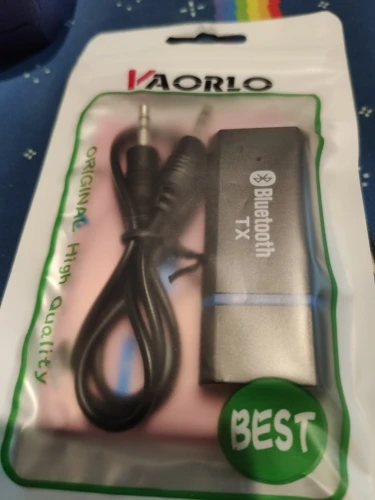 VAORLO
ORIGINAL High Quality
Bluetooth
TX
BEST